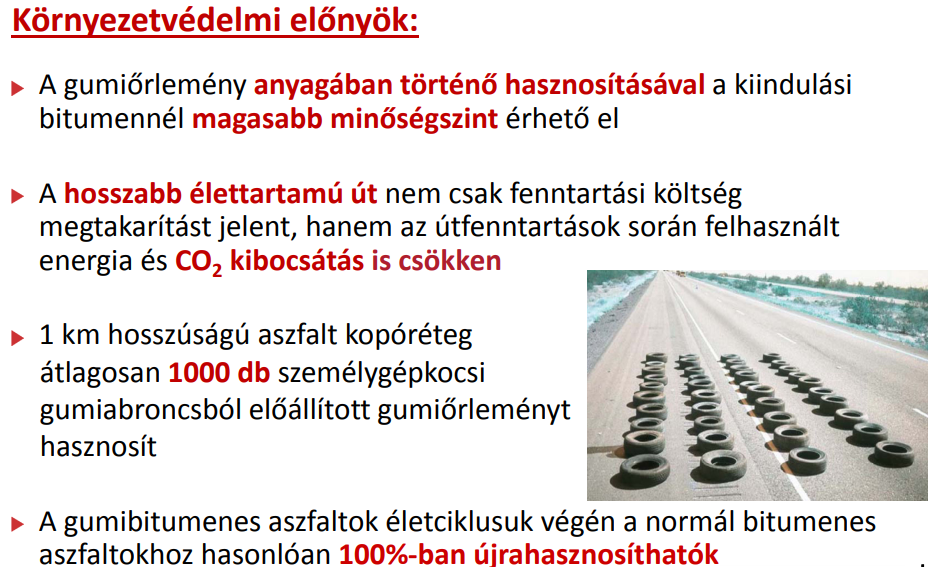 Környezetvédelmi előnyök:
A gumiőrlemény anyagában történő hasznosításával a kiindulási
bitumennél magasabb minőségszint érhető el
A hosszabb élettartamú út nem csak fenntartási költség
megtakarítást jelent, hanem az útfenntartások során felhasznált
energia és CO₂ kibocsátás is csökken
1 km hosszúságú aszfalt kopóréteg
átlagosan 1000 db személygépkocsi
gumiabroncsból előállított gumiőrleményt
hasznosít
A gumibitumenes aszfaltok életciklusuk végén a normál bitumenes
aszfaltokhoz hasonlóan 100%-ban újrahasznosíthatók
.